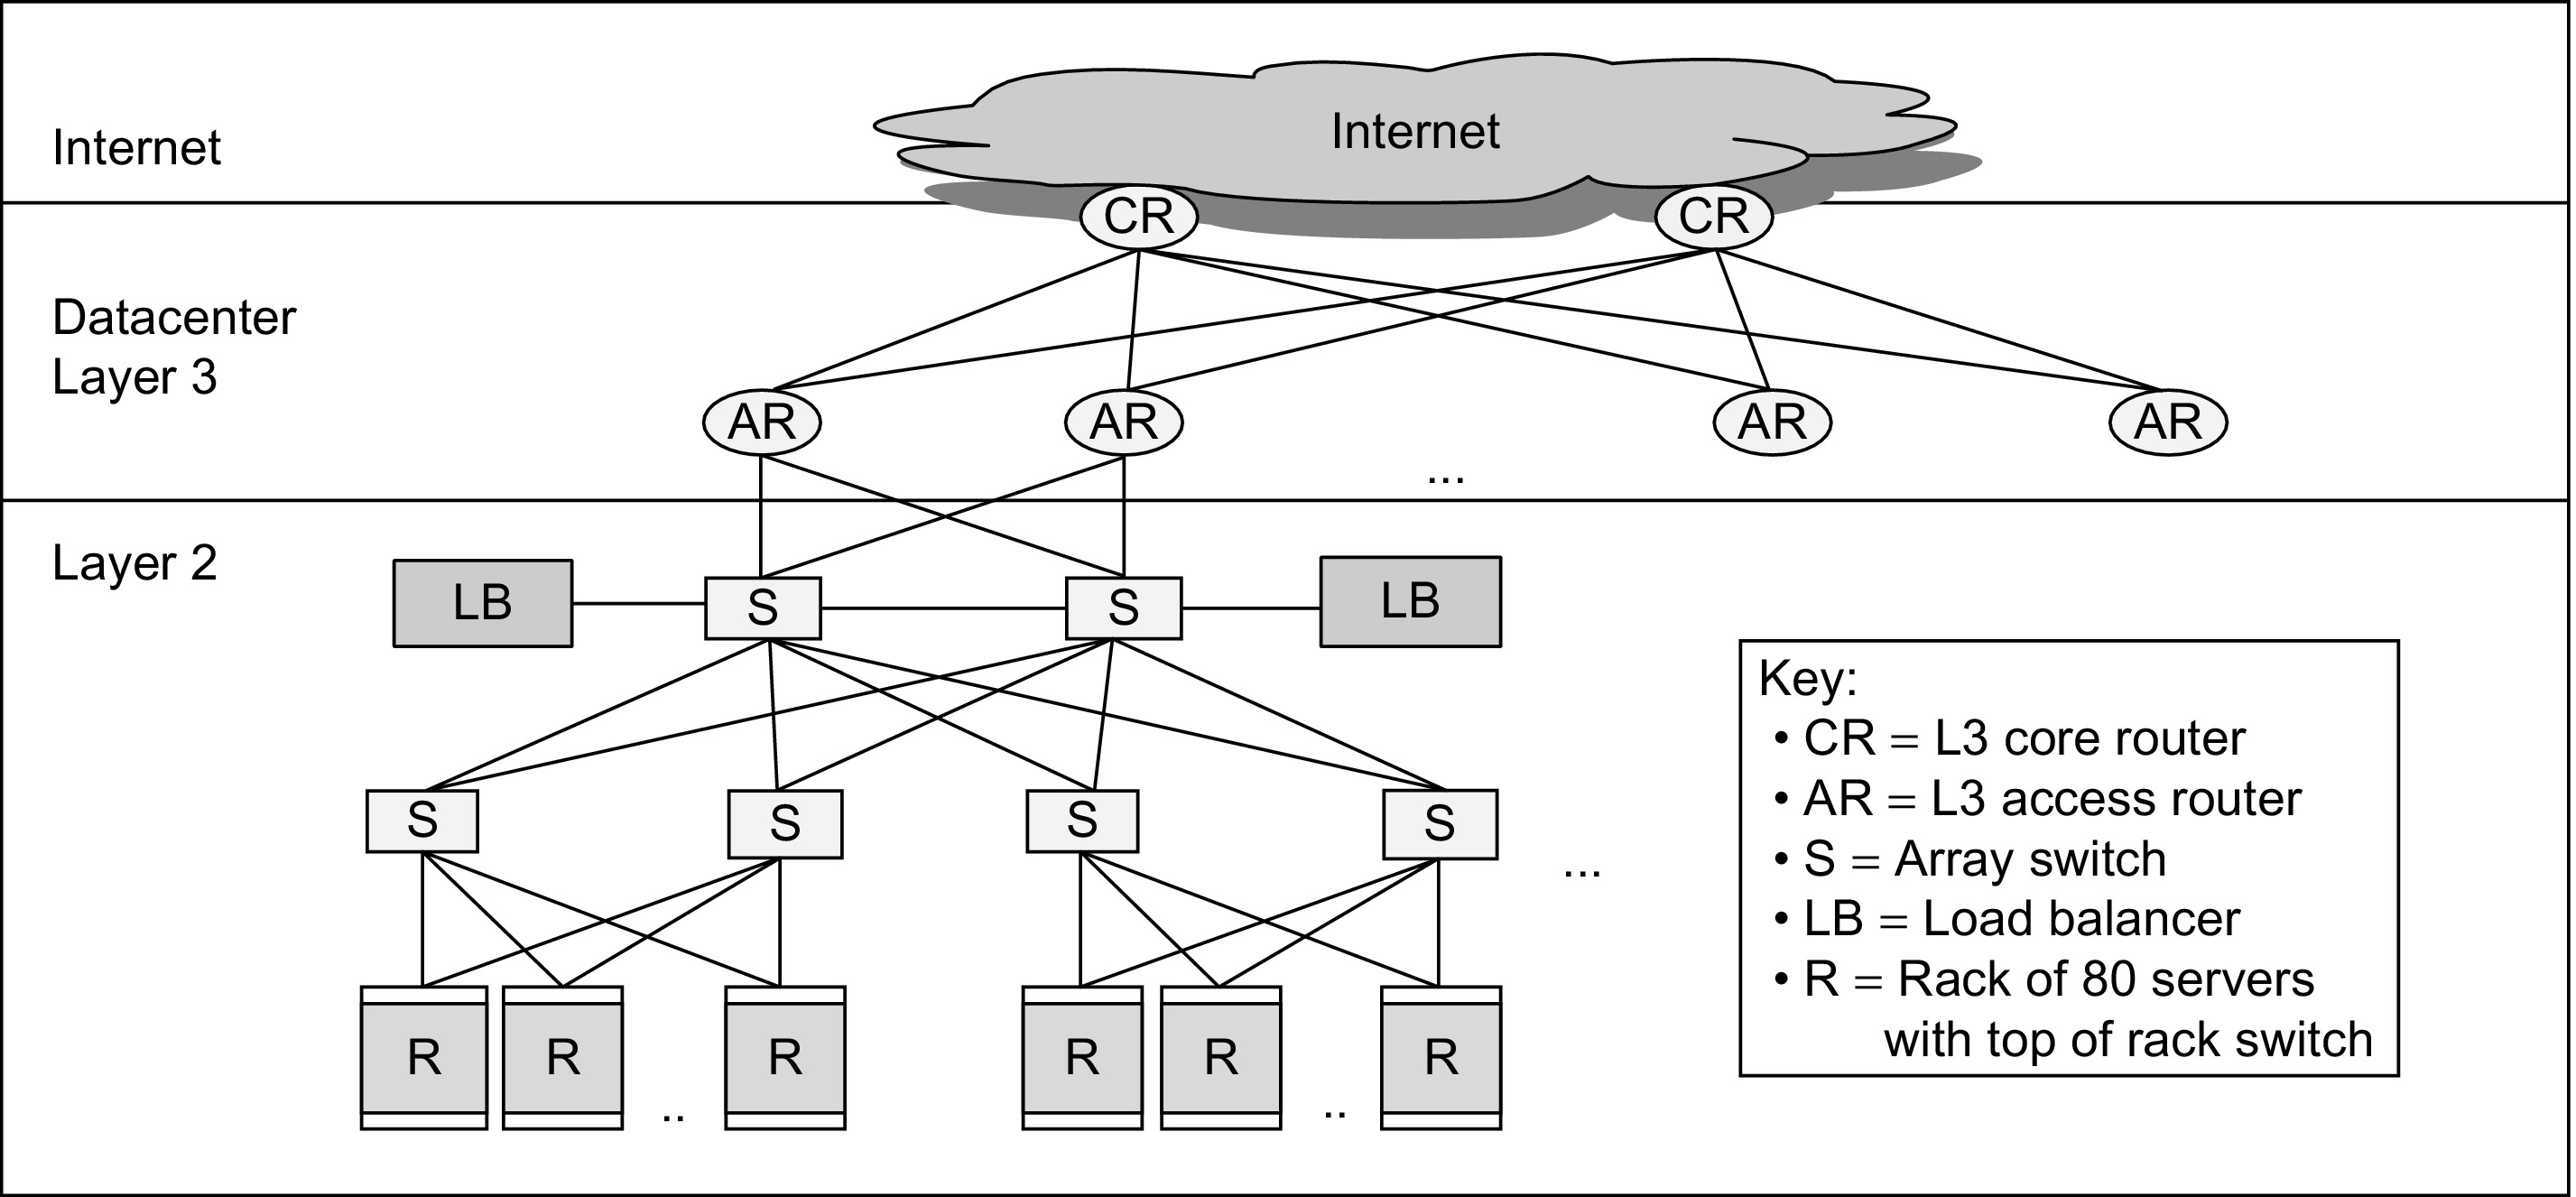 Internet
Internet
CR
CR
Datacenter
Layer 3
AR
AR
AR
AR
...
Layer 2
LB
S
S
LB
S
S
S
S
...
R
R
..
R
R
R
..
R
Key:
• CR = L3 core router
• AR = L3 access router
• S = Array switch
• LB = Load balancer
• R = Rack of 80 servers
with top of rack switch